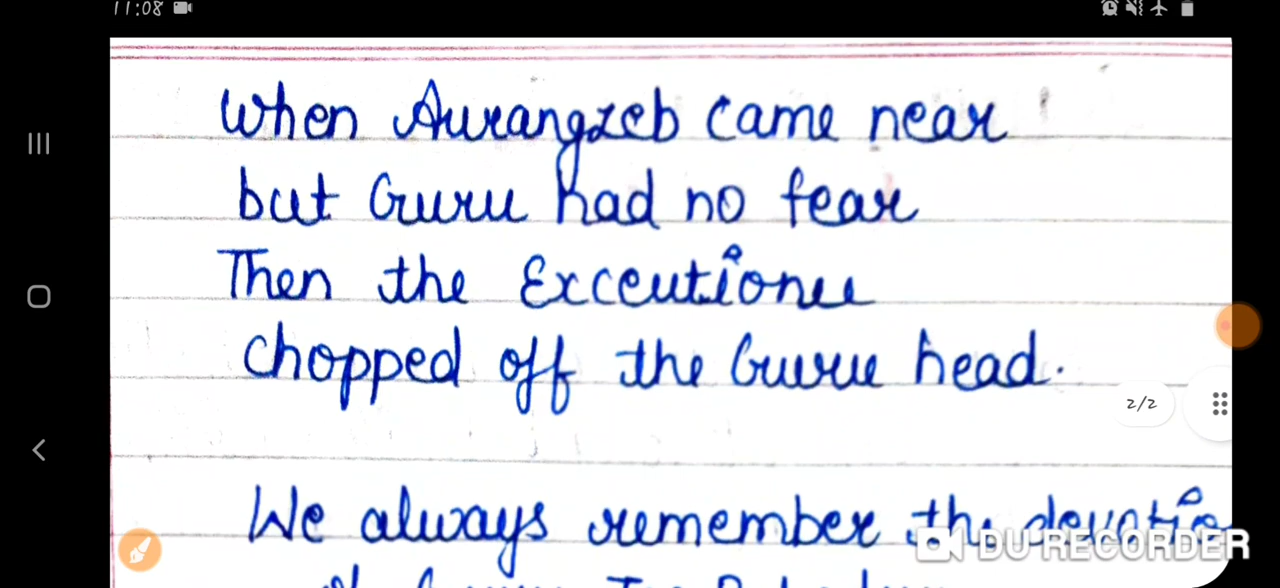 11:08
When Aurangzeb came near
but Guru had no fear
Then the Exceutioner
chopped off the Guru head.
2/2
We always remember the devotio
DU RECORDER